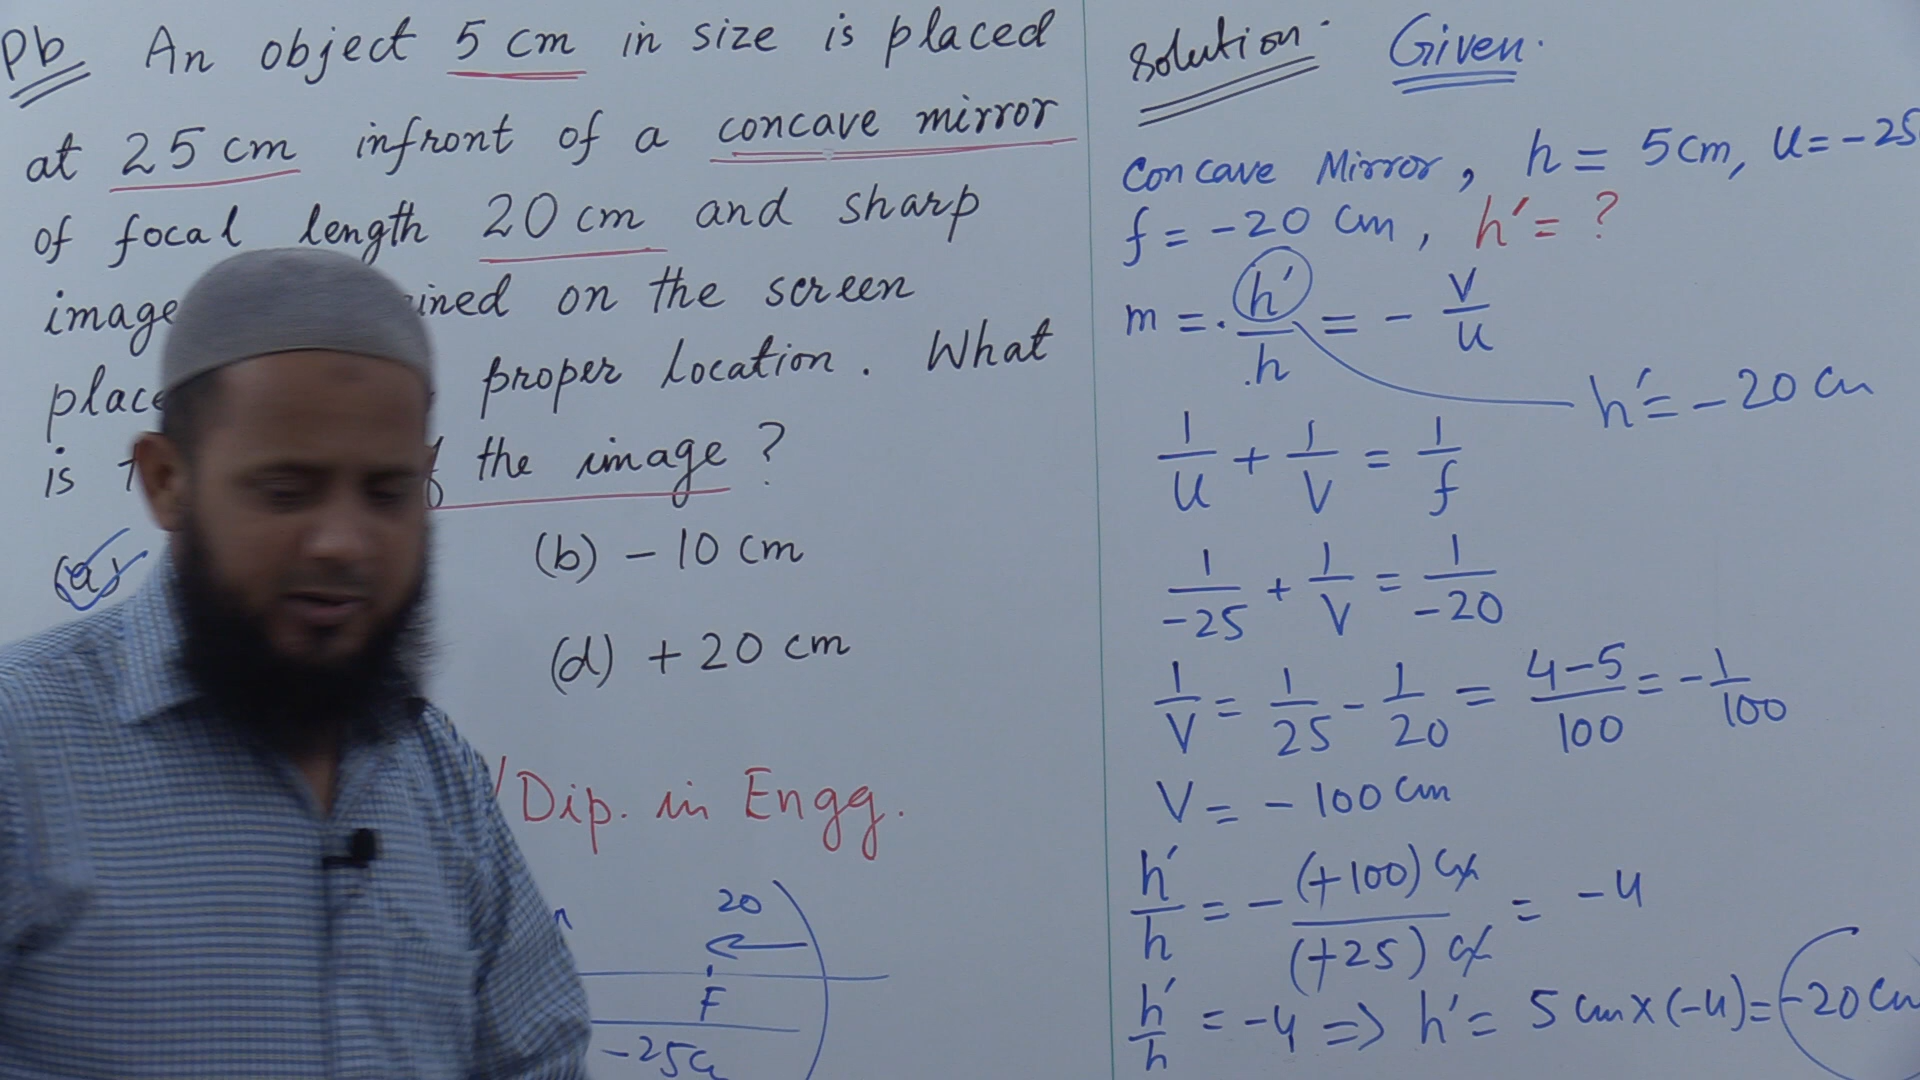 Pb An object 5 cm in size is placed
at 25 cm infront of a concave mirror
of focal length 20 cm and sharp
image ined on the screen
place proper location. What
is the image ?
(a)
(b) – 10 cm
(d) + 20 cm
Dip. in Engg.
20
F
-25
Solution. Given.
Concave Mirror, h = 5cm, u = -25
f = -20 cm, h' = ?
m = h'/h = - v/u
h' = -20 cm
1/u + 1/v = 1/f
1/-25 + 1/v = 1/-20
1/v = 1/25 - 1/20 = 4-5/100 = -1/100
V = - 100 cm
h'/h = - (+100) cm/(+25) cm = -4
h'/h = -4 => h' = 5 cm x (-4) = -20 cm